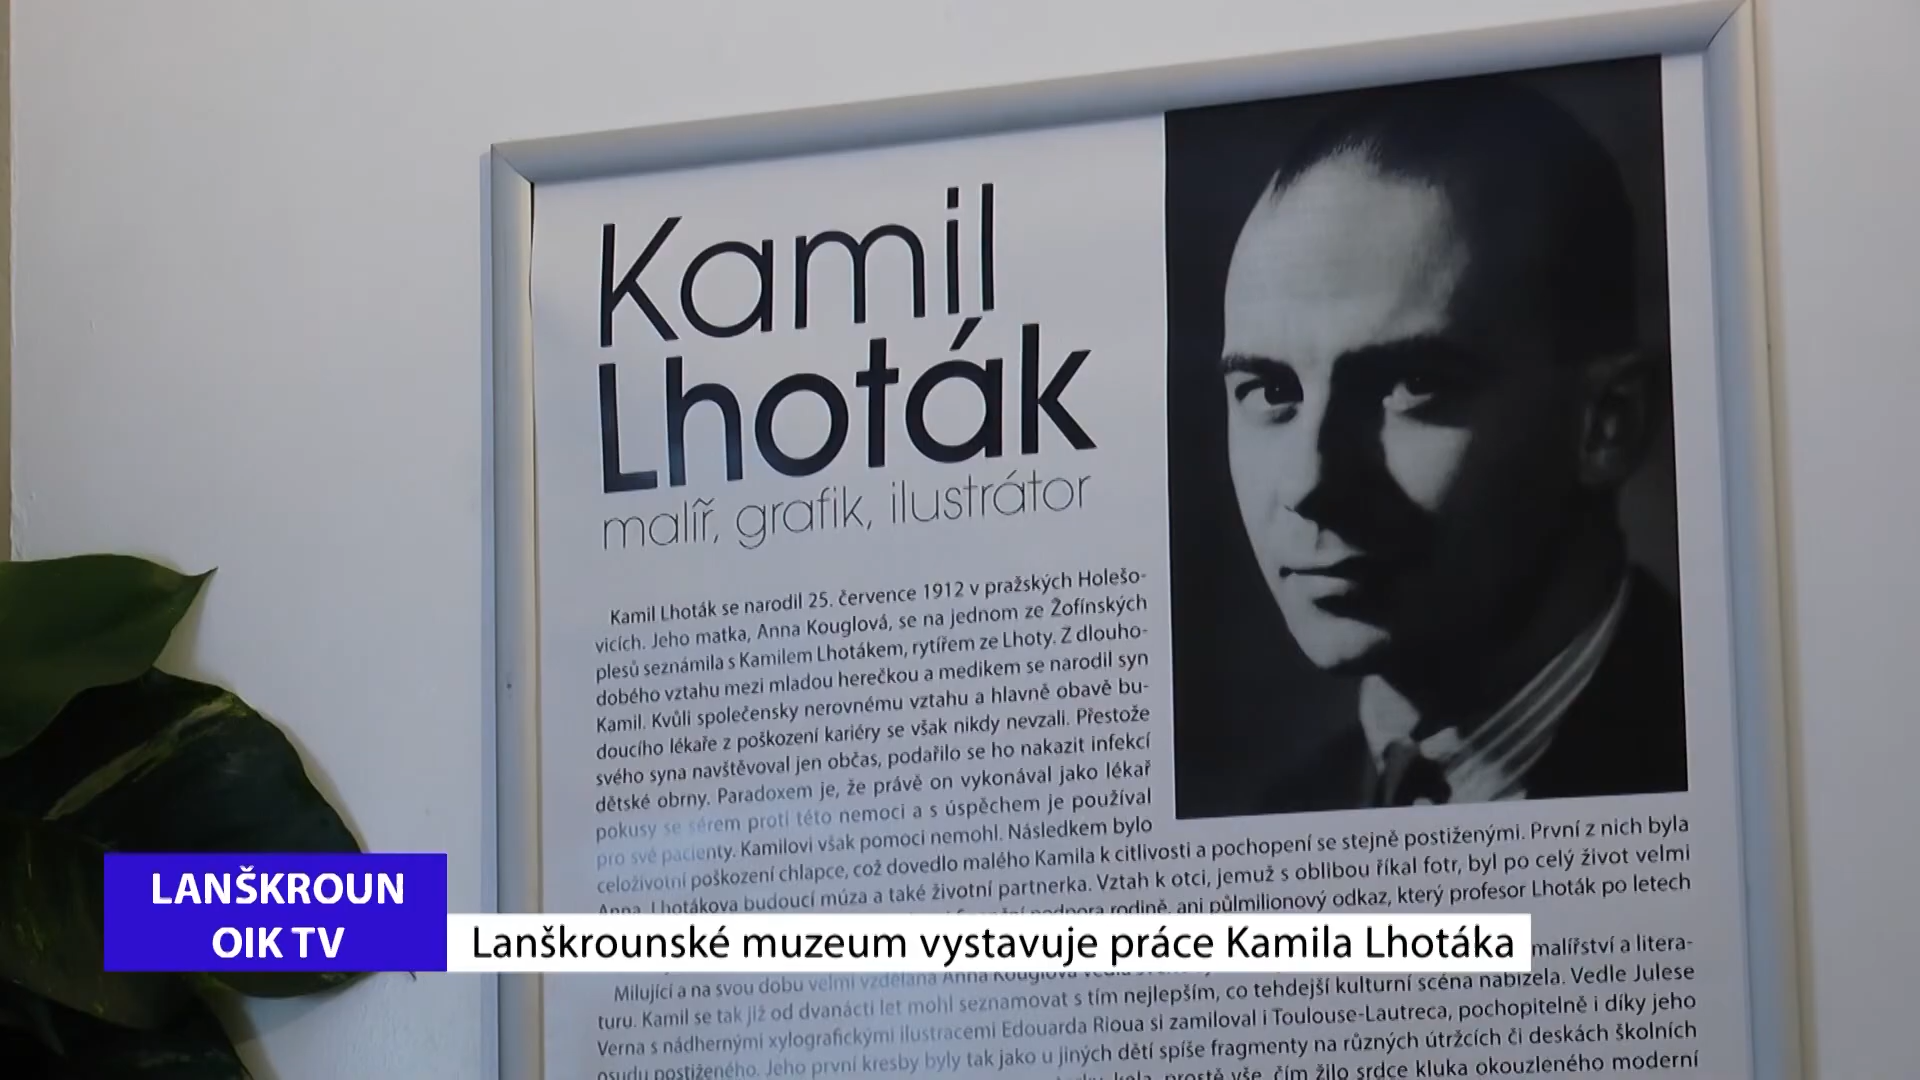 Kamil
Lhoták
malíř, grafik, ilustrátor
Kamil Lhoták se narodil 25. července 1912 v pražských Holešo-
vicích. Jeho matka, Anna Kouglová, se na jednom ze Žofínských
plesů seznámila s Kamilem Lhotákem, rytířem ze Lhoty. Z dlouho-
dobého vztahu mezi mladou herečkou a medikem se narodil syn
Kamil. Kvůli společensky nerovnému vztahu a hlavně obavě bu-
doucího lékaře z poškození kariéry se však nikdy nevzali. Přestože
svého syna navštěvoval jen občas, podařilo se ho nakazit infekcí
dětské obrny. Paradoxem je, že právě on vykonával jako lékař
pokusy se sérem proti této nemoci a s úspěchem je používal
pro své pacienty. Kamilovi však pomoci nemohl. Následkem bylo
celoživotní poškození chlapce, což dovedlo malého Kamila k citlivosti a pochopení se stejně postiženými. První z nich byla
Anna, Lhotákova budoucí múza a také životní partnerka. Vztah k otci, jemuž s oblibou říkal fotr, byl po celý život velmi
podpora rodině, ani půlmilionový odkaz, který profesor Lhoták po letech
malířství a litera-
Milující a na svou dobu velmi vzdělaná Anna Kouglová
turu. Kamil se tak již od dvanácti let mohl seznamovat s tím nejlepším, co tehdejší kulturní scéna nabízela. Vedle Julese
Verna s nádhernými xylografickými ilustracemi Edouarda Rioua si zamiloval i Toulouse-Lautreca, pochopitelně i díky jeho
osudu postiženého. Jeho první kresby byly tak jako u jiných dětí spíše fragmenty na různých útržcích či deskách školních
prostě vše, čím žilo srdce kluka okouzleného moderní
LANŠKROUN
OIK TV
Lanškrounské muzeum vystavuje práce Kamila Lhotáka